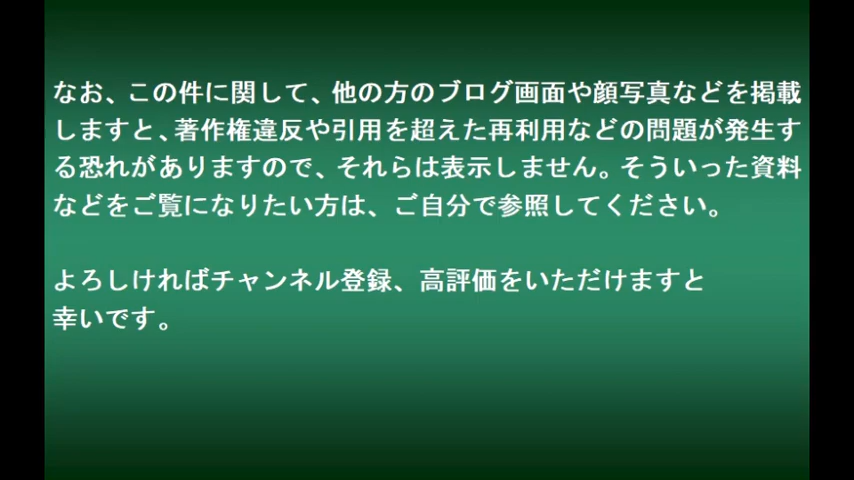 なお、この件に関して、他の方のブログ画面や顔写真などを掲載
しますと、著作権違反や引用を超えた再利用などの問題が発生す
る恐れがありますので、それらは表示しません。そういった資料
などをご覧になりたい方は、ご自分で参照してください。
よろしければチャンネル登録、高評価をいただけますと
幸いです。